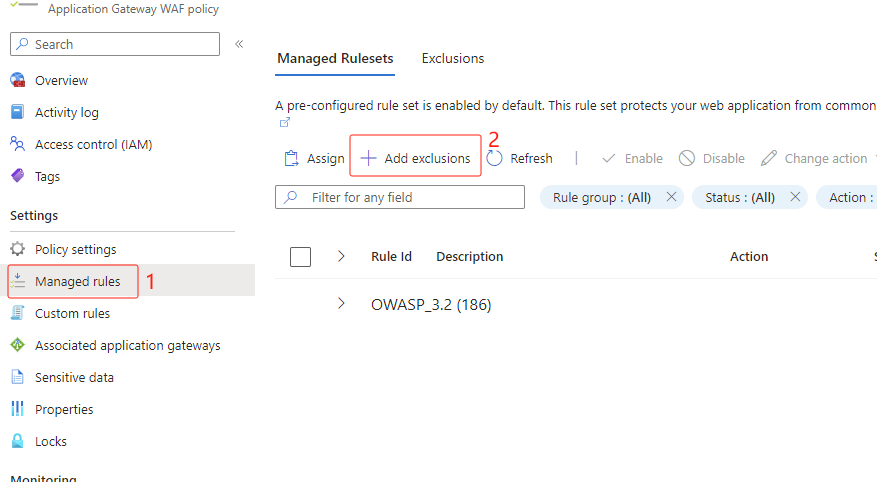 Application Gateway WAF policy
Search
«
Overview
Activity log
Access control (IAM)
Tags
Settings
Policy settings
Managed rules 1
Custom rules
Associated application gateways
Sensitive data
Properties
Locks
Monitoring
Managed Rulesets Exclusions
A pre-configured rule set is enabled by default. This rule set protects your web application from common
Assign + Add exclusions 2 Refresh | Enable Disable Change action
Filter for any field Rule group : (All) × Status : (All) × Action :
Rule Id Description Action S
OWASP_3.2 (186)